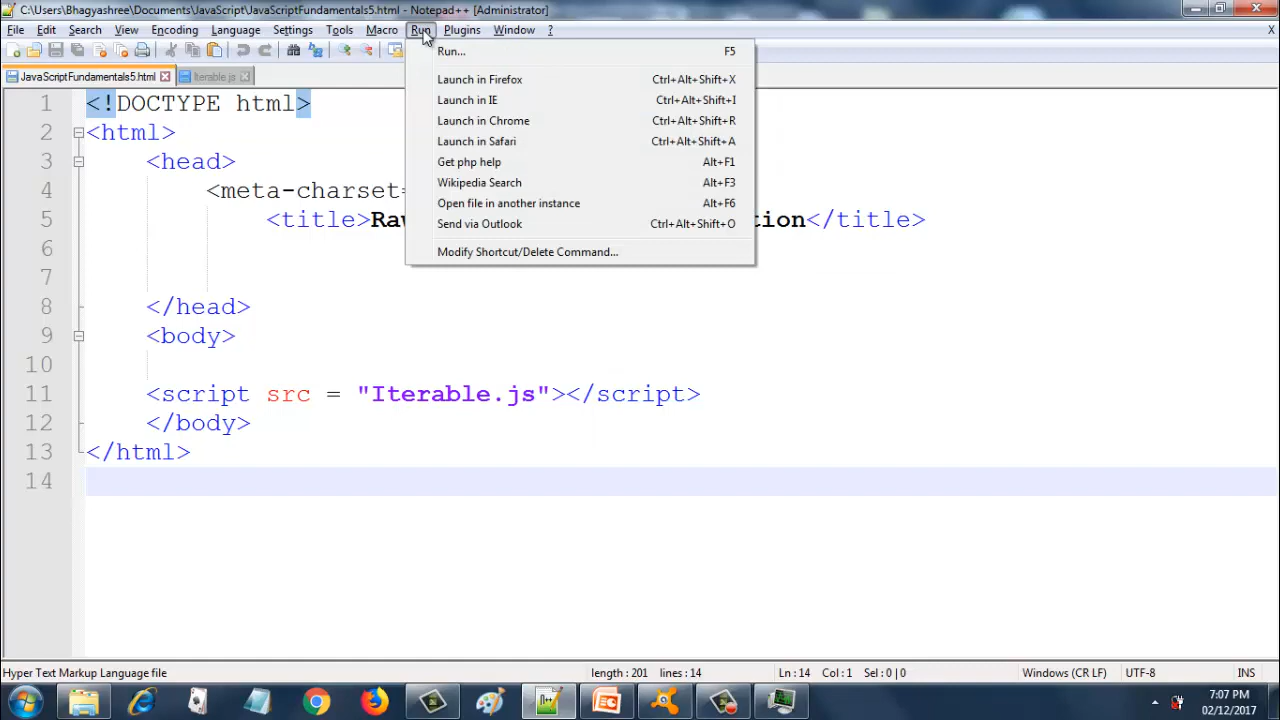 C:\Users\Bhagyashree\Documents\JavaScript\JavaScriptFundamentals5.html - Notepad++ [Administrator]
File Edit Search View Encoding Language Settings Tools Macro Run Plugins Window ?
JavaScriptFundamentals5.html Iterable.js
Run... F5
Launch in Firefox Ctrl+Alt+Shift+X
Launch in IE Ctrl+Alt+Shift+I
Launch in Chrome Ctrl+Alt+Shift+R
Launch in Safari Ctrl+Alt+Shift+A
Get php help Alt+F1
Wikipedia Search Alt+F3
Open file in another instance Alt+F6
Send via Outlook Ctrl+Alt+Shift+O
Modify Shortcut/Delete Command...
1 <!DOCTYPE html>
2 <html>
3 <head>
4 <meta-charset=
5 <title>Rav tion</title>
6
7
8 </head>
9 <body>
10
11 <script src = "Iterable.js"></script>
12 </body>
13 </html>
14
Hyper Text Markup Language file length : 201 lines : 14 Ln : 14 Col : 1 Sel : 0 | 0 Windows (CR LF) UTF-8 INS
7:07 PM
02/12/2017